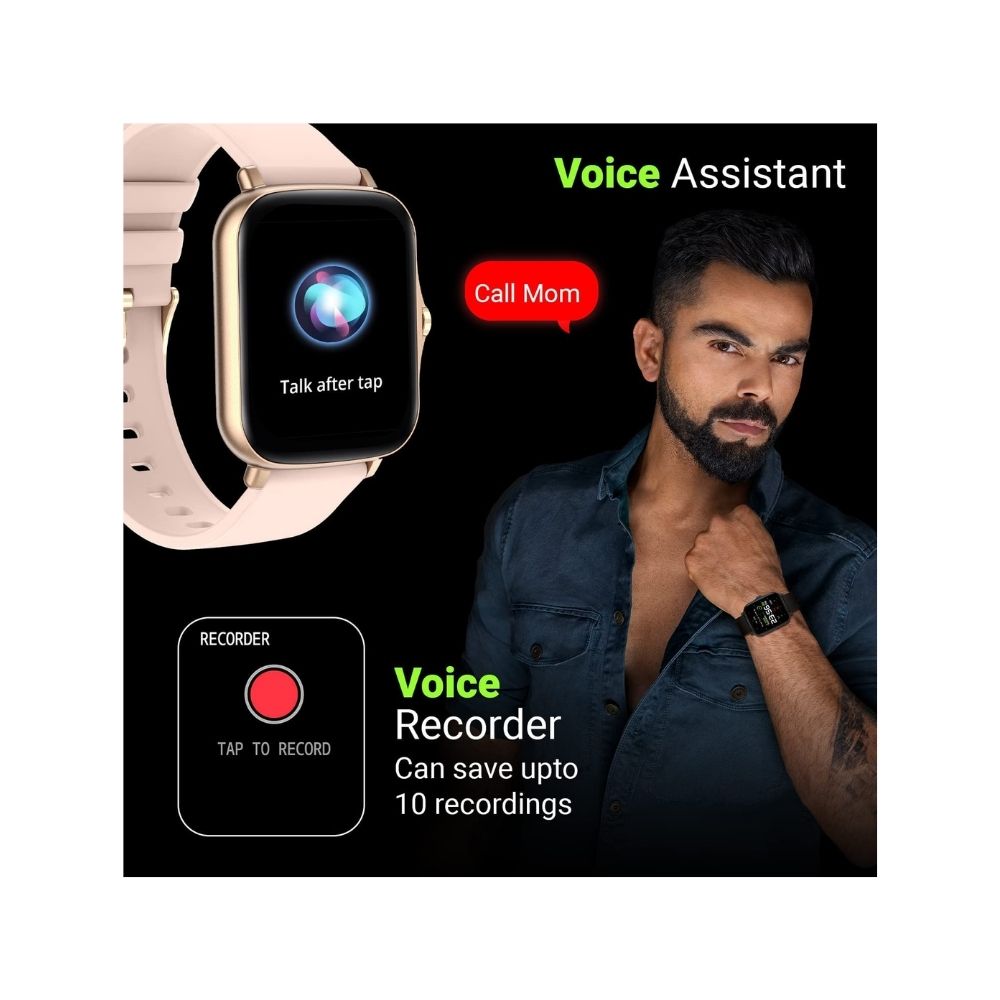 Voice Assistant
Call Mom
Talk after tap
RECORDER
TAP TO RECORD
Voice
Recorder
Can save upto
10 recordings